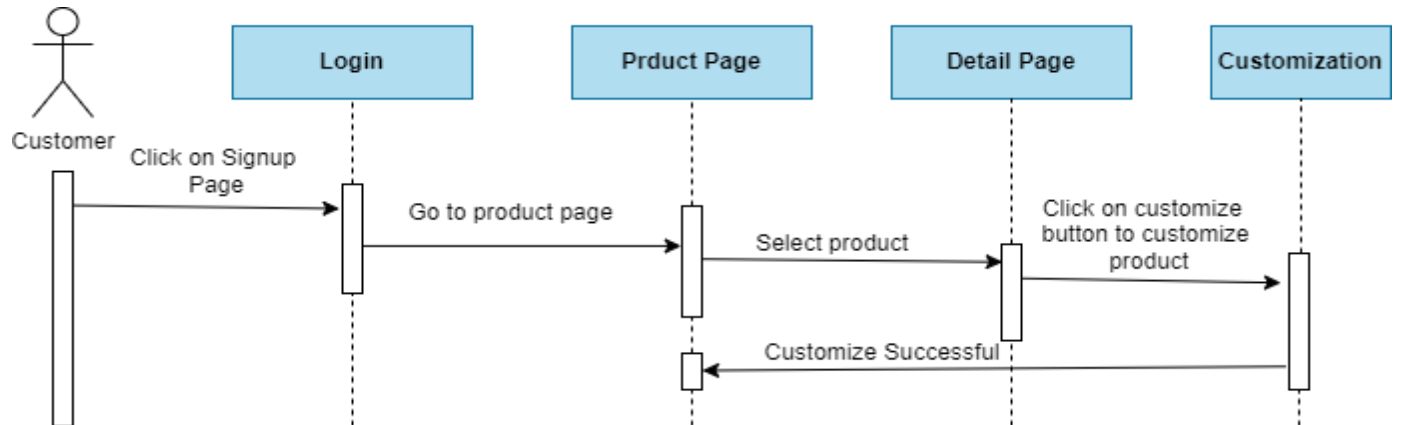 Login
Prduct Page
Detail Page
Customization
Customer
Click on Signup
Page
Go to product page
Select product
Click on customize
button to customize
product
Customize Successful